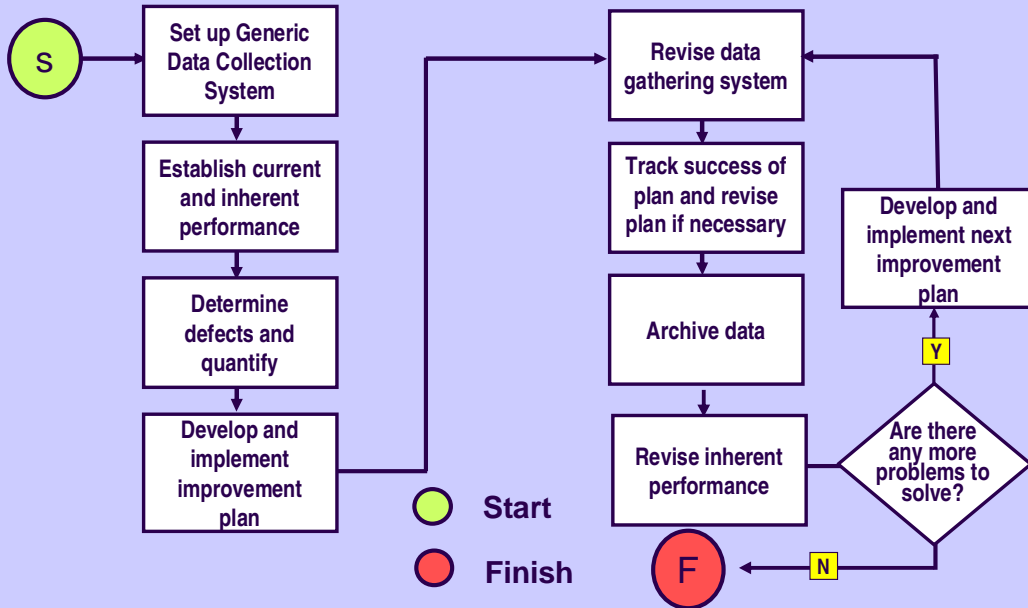 S
Set up Generic
Data Collection
System
Establish current
and inherent
performance
Determine
defects and
quantify
Develop and
implement
improvement
plan
Revise data
gathering system
Track success of
plan and revise
plan if necessary
Archive data
Revise inherent
performance
Are there
any more
problems to
solve?
Y
Develop and
implement next
improvement
plan
N
F
Start
Finish